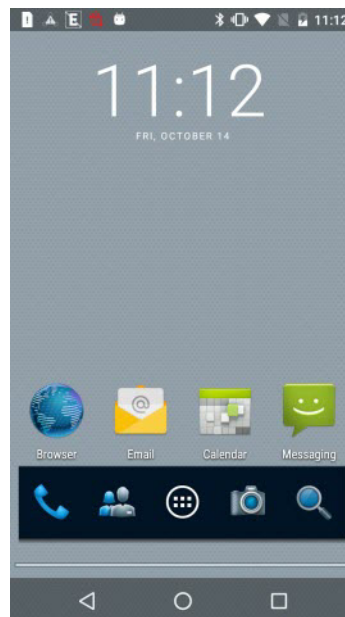 E 11:12
11:12
FRI, OCTOBER 14
@
Browser Email Calendar Messaging